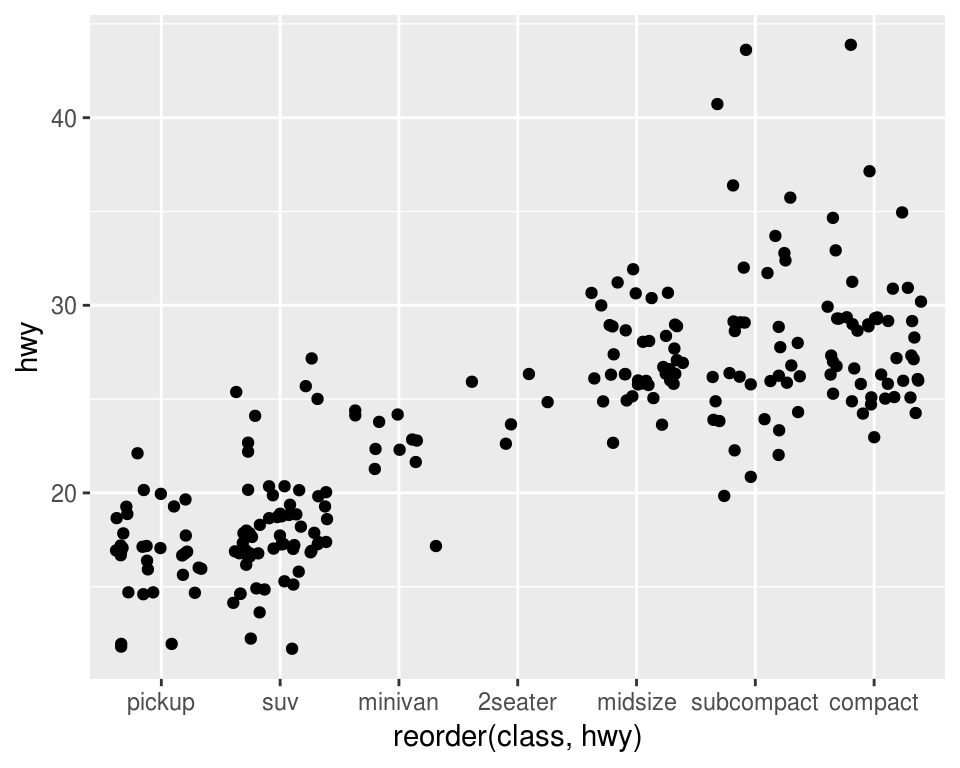 hwy
40
30
20
pickup suv minivan 2seater midsize subcompact compact
reorder(class, hwy)